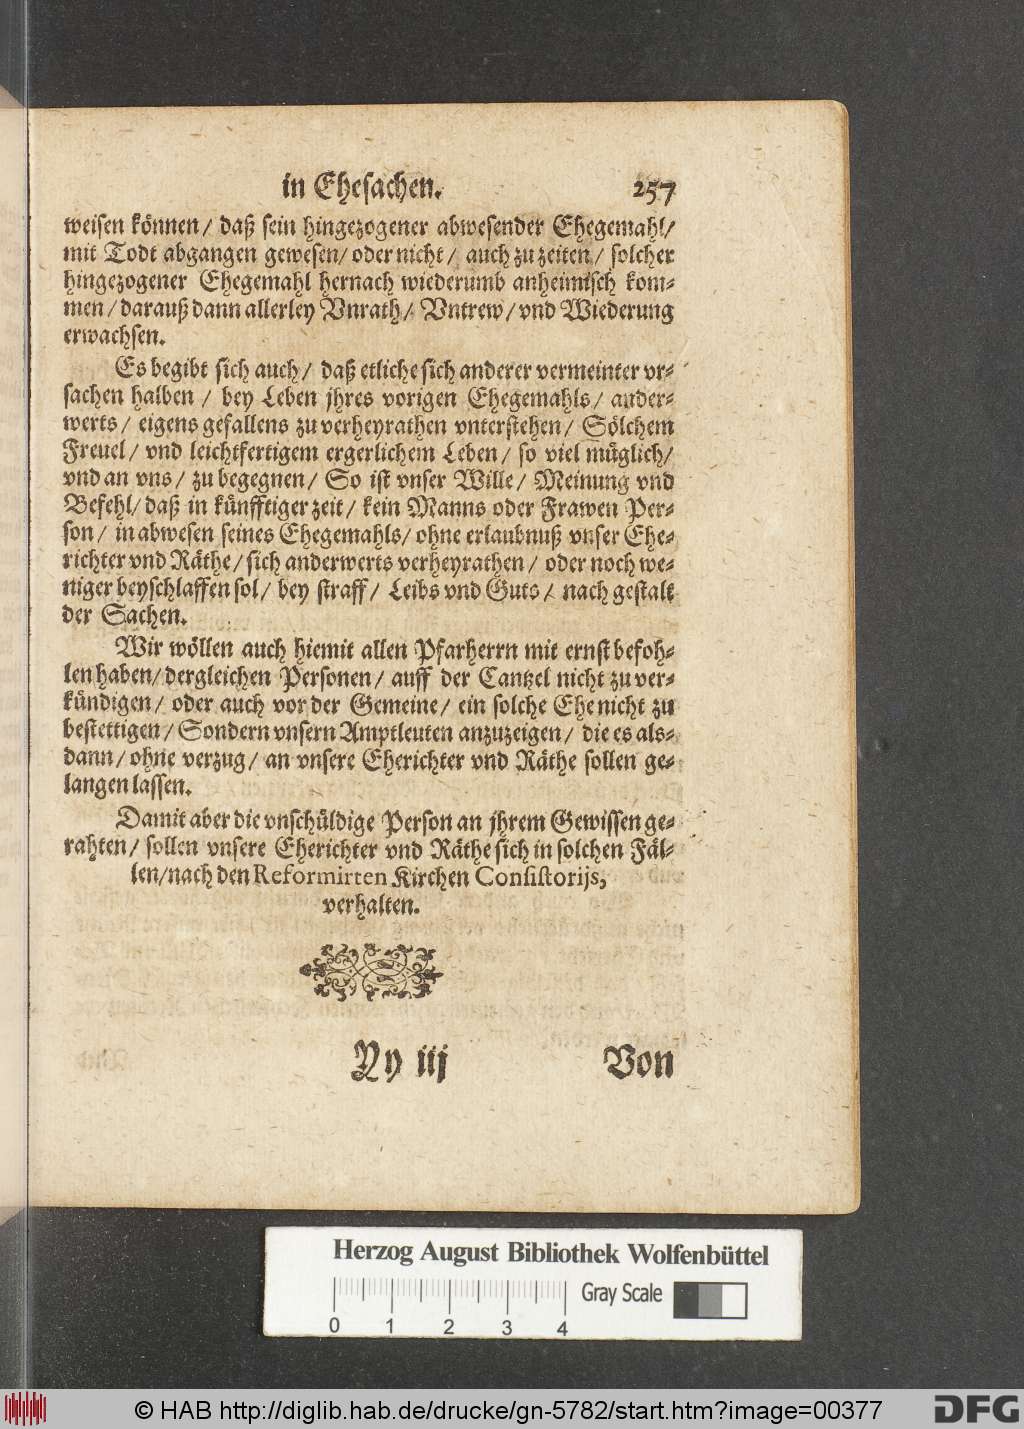 in Ehesachen. 257
weisen können / daß sein hingezogener abwesender Ehegemahl /
mit Todt abgangen gewesen / oder nicht / auch zu zeiten / solcher
hingezogener Ehegemahl hernach wiederumb anheimisch kom-
men / darauß dann allerley Vnrath / Vntrew / vnd Wiederung
erwachsen.
Es begibt sich auch / daß etliche sich anderer vermeinter vr-
sachen halben / bey Leben jhres vorigen Ehegemahls / ander-
werts / eigens gefallens zu verheyrathen vnterstehen / Sölchem
Freuel / vnd leichtfertigem ergerlichem Leben / so viel müglich /
vnd an vns / zu begegnen / So ist vnser Wille / Meinung vnd
Befehl / daß in künfftiger zeit / kein Manns oder Frawen Per-
son / in abwesen seines Ehegemahls / ohne erlaubnuß vnser Ehe-
richter vnd Räthe / sich anderwerts verheyrathen / oder noch we-
niger beyschlaffen sol / bey straff / Leibs vnd Guts / nach gestalt
der Sachen.
Wir wöllen auch hiemit allen Pfarherrn mit ernst befoh-
len haben / dergleichen Personen / auff der Cantzel nicht zu ver-
kündigen / oder auch vor der Gemeine / ein solche Ehe nicht zu
bestettigen / Sondern vnsern Amptleuten anzuzeigen / die es als-
dann / ohne verzug / an vnsere Eherichter vnd Räthe sollen ge-
langen lassen.
Damit aber die vnschüldige Person an jhrem Gewissen ge-
rahten / sollen vnsere Eherichter vnd Räthe sich in solchen Fäl-
len / nach den Reformirten Kirchen Consistorijs,
verhalten.
Yy iij Von
Herzog August Bibliothek Wolfenbüttel
Gray Scale
0 1 2 3 4
© HAB http://diglib.hab.de/drucke/gn-5782/start.htm?image=00377
DFG